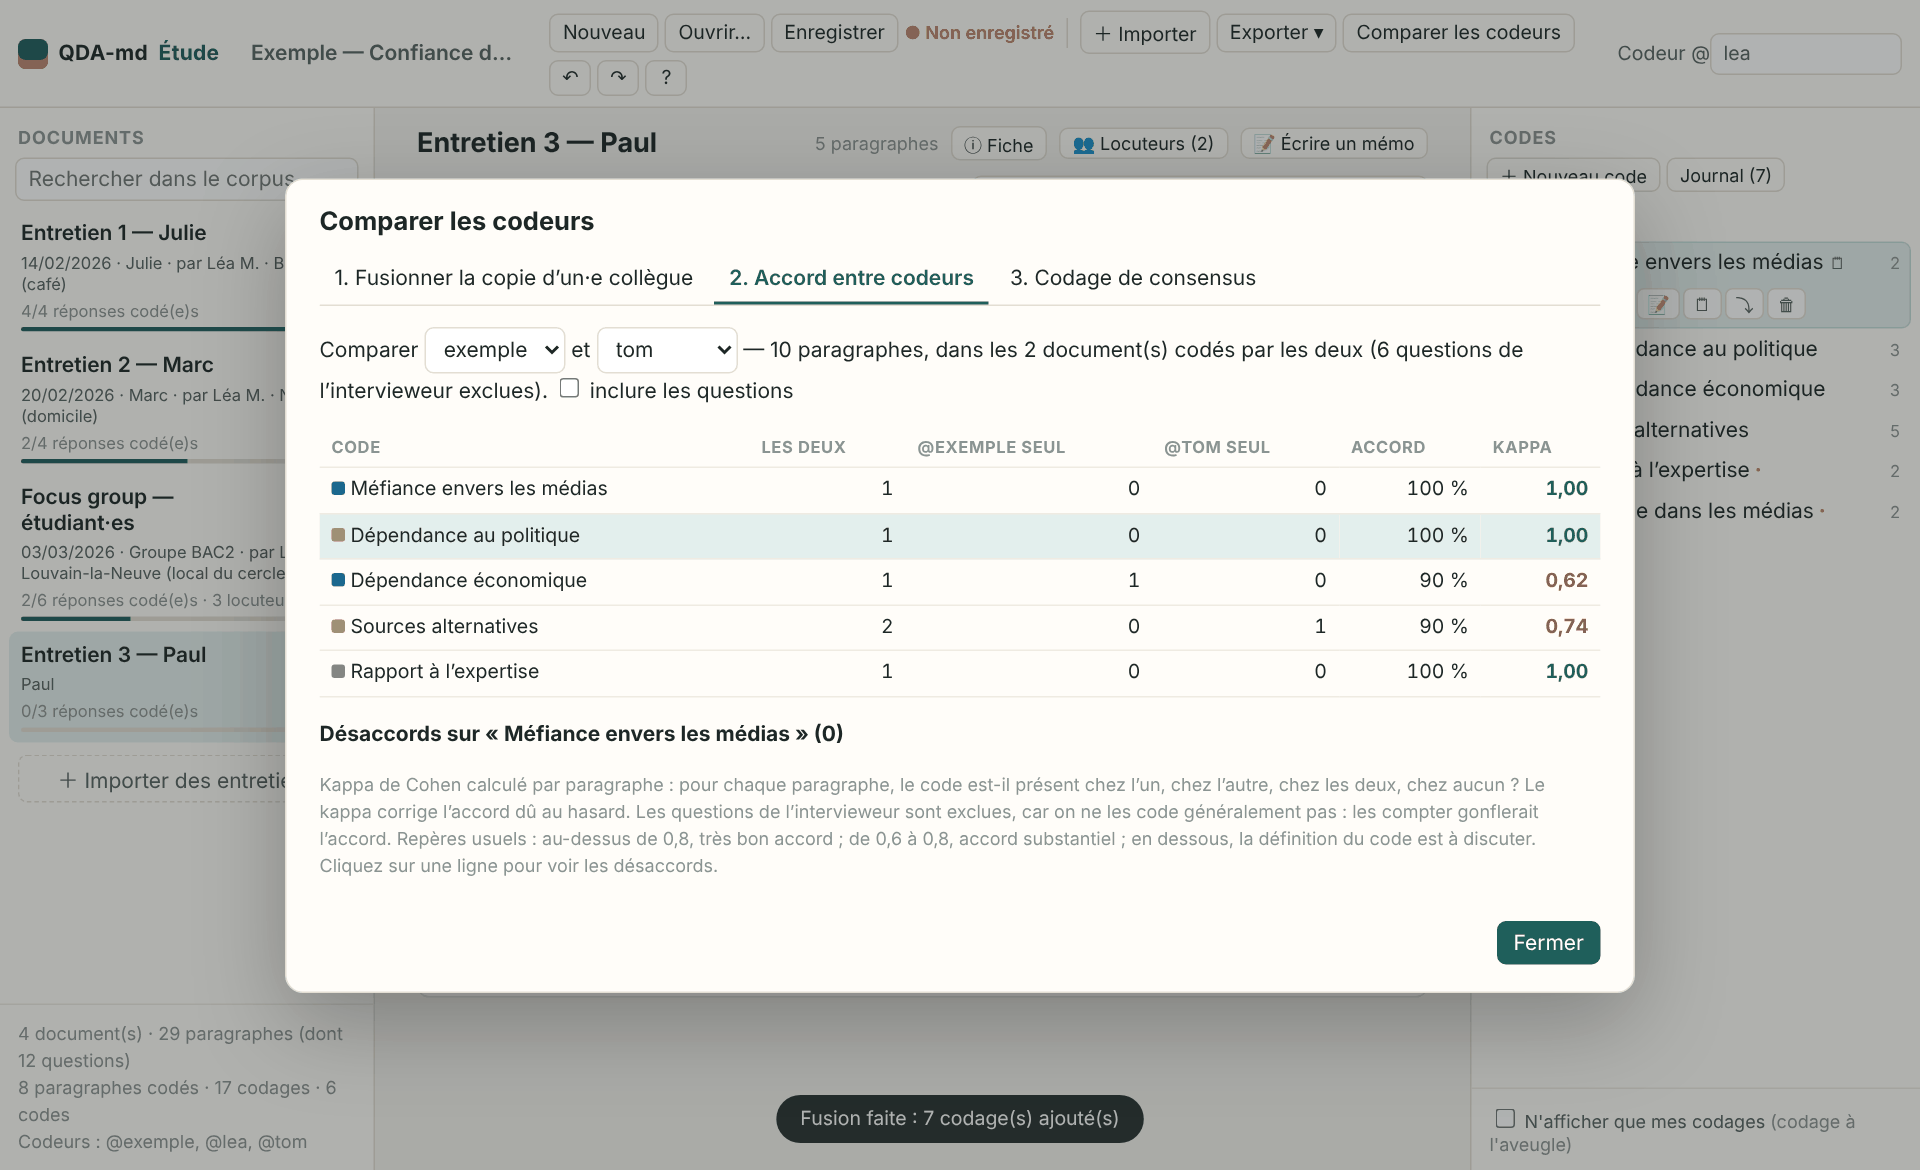 QDA-md Étude
Exemple — Confiance d...
Nouveau
Ouvrir...
Enregistrer
Non enregistré
+ Importer
Exporter ▾
Comparer les codeurs
↶
↷
?
Codeur @
lea
DOCUMENTS
Rechercher dans le corpus
Entretien 1 — Julie
14/02/2026 · Julie · par Léa M. · B
(café)
4/4 réponses codé(e)s
Entretien 2 — Marc
20/02/2026 · Marc · par Léa M. · N
(domicile)
2/4 réponses codé(e)s
Focus group —
étudiant·es
03/03/2026 · Groupe BAC2 · par L
Louvain-la-Neuve (local du cercle
2/6 réponses codé(e)s · 3 locuteu
Entretien 3 — Paul
Paul
0/3 réponses codé(e)s
+ Importer des entretie
4 document(s) · 29 paragraphes (dont
12 questions)
8 paragraphes codés · 17 codages · 6
codes
Codeurs : @exemple, @lea, @tom
Entretien 3 — Paul
5 paragraphes
ⓘ Fiche
👥 Locuteurs (2)
📝 Écrire un mémo
Comparer les codeurs
1. Fusionner la copie d’un·e collègue
2. Accord entre codeurs
3. Codage de consensus
Comparer exemple et tom — 10 paragraphes, dans les 2 document(s) codés par les deux (6 questions de
l’intervieweur exclues). inclure les questions
CODE LES DEUX @EXEMPLE SEUL @TOM SEUL ACCORD KAPPA
Méfiance envers les médias 1 0 0 100 % 1,00
Dépendance au politique 1 0 0 100 % 1,00
Dépendance économique 1 1 0 90 % 0,62
Sources alternatives 2 0 1 90 % 0,74
Rapport à l’expertise 1 0 0 100 % 1,00
Désaccords sur « Méfiance envers les médias » (0)
Kappa de Cohen calculé par paragraphe : pour chaque paragraphe, le code est-il présent chez l’un, chez l’autre, chez les deux, chez aucun ? Le
kappa corrige l’accord dû au hasard. Les questions de l’intervieweur sont exclues, car on ne les code généralement pas : les compter gonflerait
l’accord. Repères usuels : au-dessus de 0,8, très bon accord ; de 0,6 à 0,8, accord substantiel ; en dessous, la définition du code est à discuter.
Cliquez sur une ligne pour voir les désaccords.
Fermer
Fusion faite : 7 codage(s) ajouté(s)
CODES
+ Nouveau code
Journal (7)
e envers les médias 2
dance au politique 3
dance économique 3
alternatives 5
à l’expertise · 2
e dans les médias · 2
N'afficher que mes codages (codage à
l'aveugle)